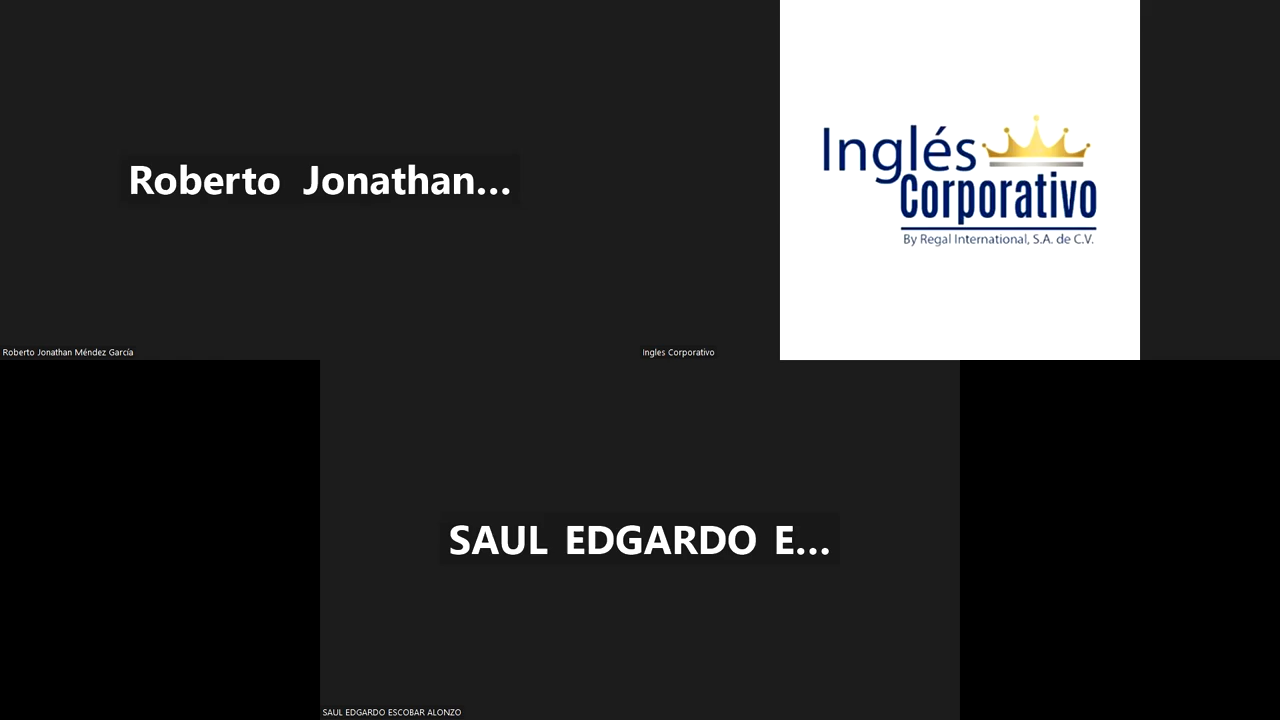 Roberto Jonathan...
Inglés
Corporativo
By Regal International, S.A. de C.V.
Roberto Jonathan Méndez García
Ingles Corporativo
SAUL EDGARDO E...
SAUL EDGARDO ESCOBAR ALONZO